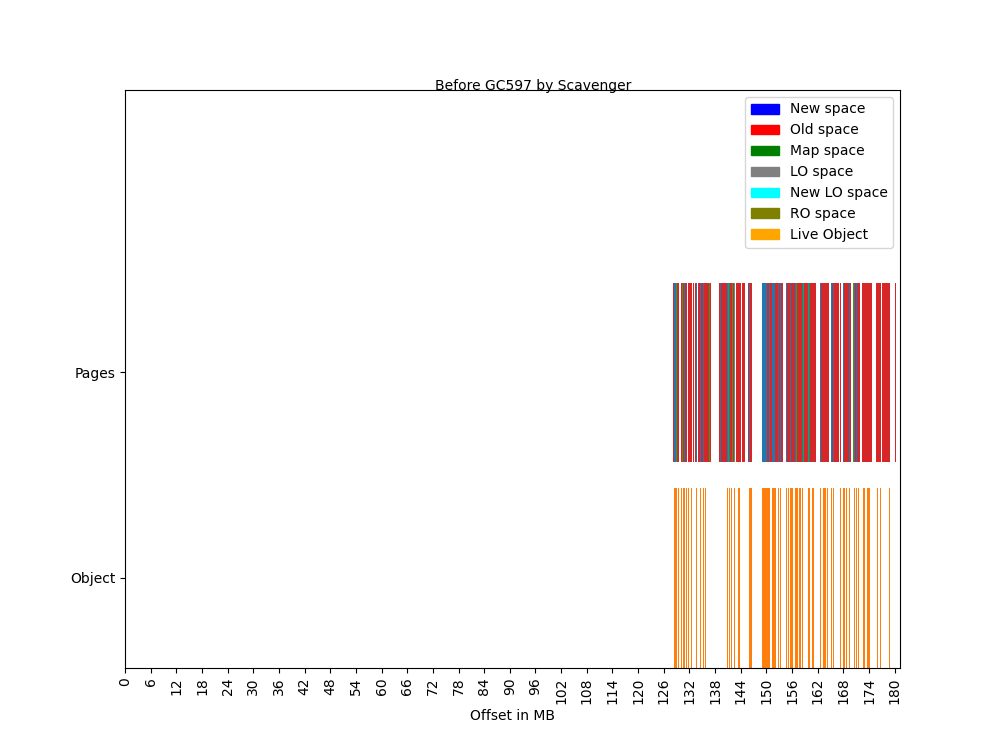 Before GC597 by Scavenger
New space
Old space
Map space
LO space
New LO space
RO space
Live Object
Pages
Object
0 6 12 18 24 30 36 42 48 54 60 66 72 78 84 90 96 102 108 114 120 126 132 138 144 150 156 162 168 174 180
Offset in MB